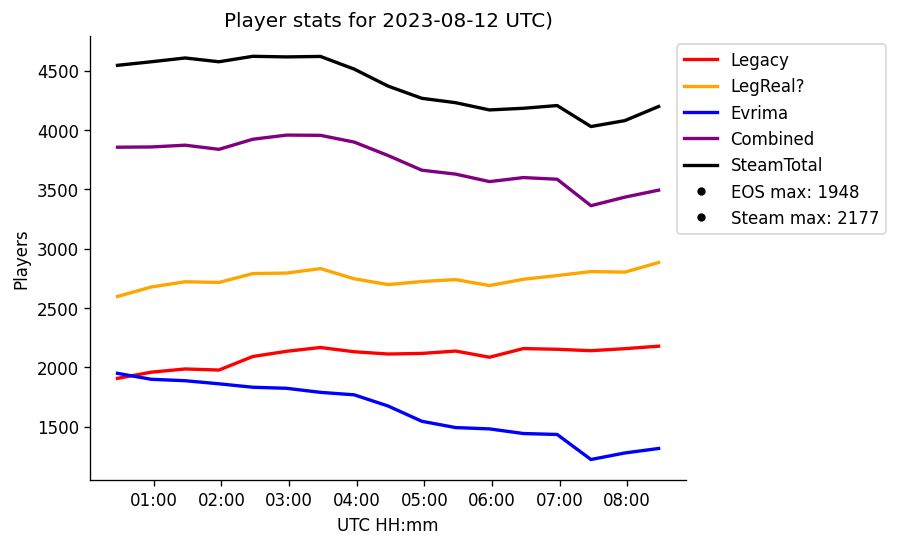 Player stats for 2023-08-12 UTC)
Legacy
LegReal?
Evrima
Combined
SteamTotal
EOS max: 1948
Steam max: 2177
4500
4000
3500
3000
2500
2000
1500
Players
01:00 02:00 03:00 04:00 05:00 06:00 07:00 08:00
UTC HH:mm